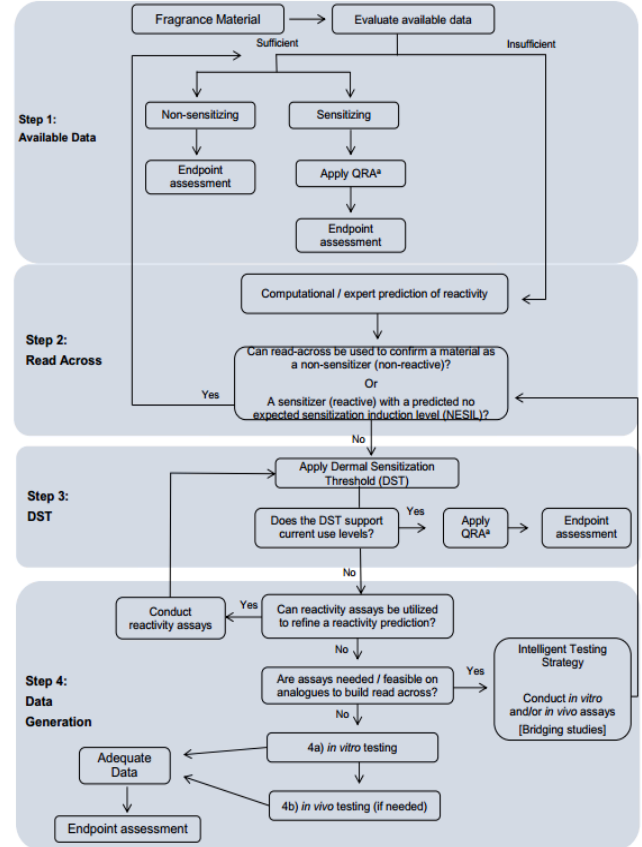 Fragrance Material
Evaluate available data
Sufficient
Insufficient
Step 1:
Available Data
Non-sensitizing
Sensitizing
Endpoint
assessment
Apply QRAª
Endpoint
assessment
Computational / expert prediction of reactivity
Step 2:
Read Across
Can read-across be used to confirm a material as
a non-sensitizer (non-reactive)?
Or
A sensitizer (reactive) with a predicted no
expected sensitization induction level (NESIL)?
Yes
No
Step 3:
DST
Apply Dermal Sensitization
Threshold (DST)
Does the DST support
current use levels?
Yes
Apply
QRAª
Endpoint
assessment
No
Step 4:
Data
Generation
Conduct
reactivity assays
Yes
Can reactivity assays be utilized
to refine a reactivity prediction?
No
Are assays needed / feasible on
analogues to build read across?
Yes
Intelligent Testing
Strategy
Conduct in vitro
and/or in vivo assays
[Bridging studies]
No
4a) in vitro testing
Adequate
Data
4b) in vivo testing (if needed)
Endpoint assessment